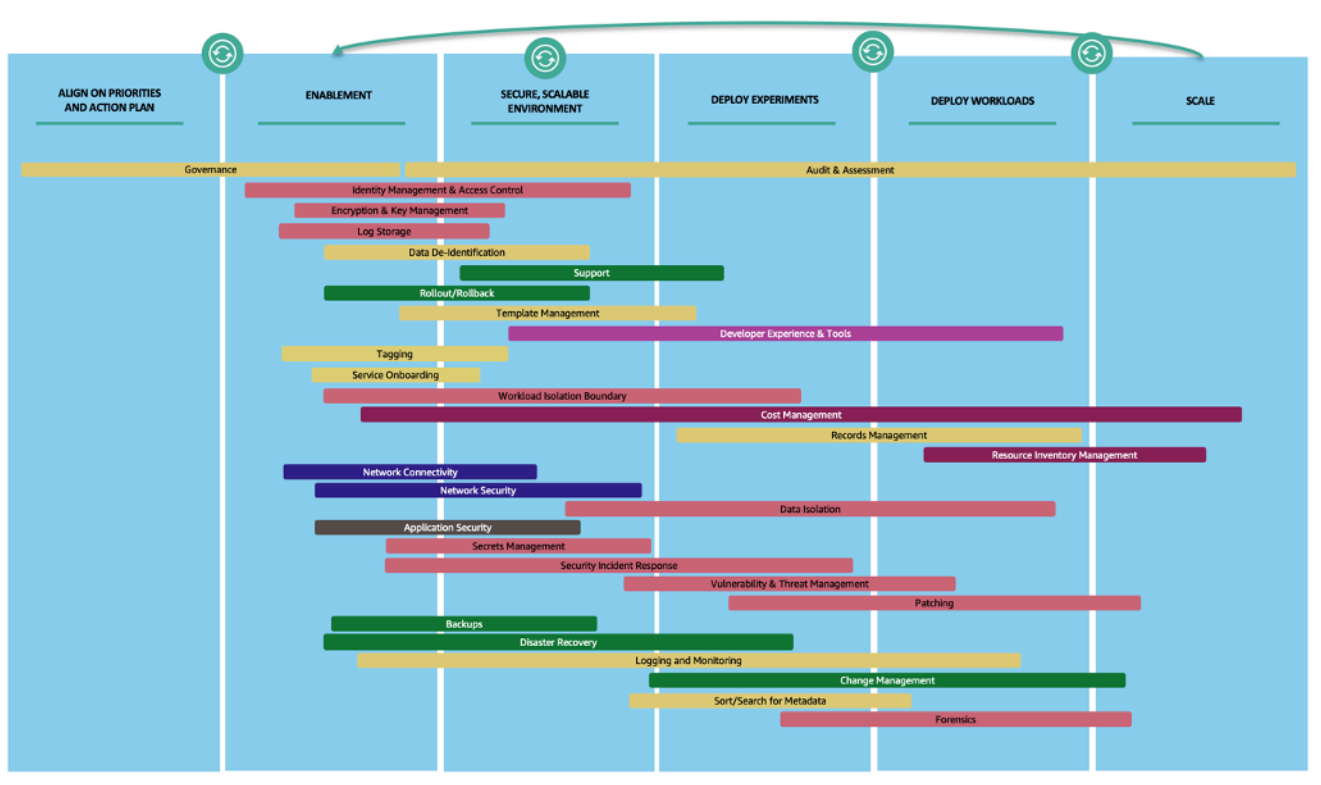 ALIGN ON PRIORITIES
AND ACTION PLAN
ENABLEMENT
SECURE, SCALABLE
ENVIRONMENT
DEPLOY EXPERIMENTS
DEPLOY WORKLOADS
SCALE
Governance
Audit & Assessment
Identity Management & Access Control
Encryption & Key Management
Log Storage
Data De-Identification
Support
Rollout/Rollback
Template Management
Developer Experience & Tools
Tagging
Service Onboarding
Workload Isolation Boundary
Cost Management
Records Management
Resource Inventory Management
Network Connectivity
Network Security
Data Isolation
Application Security
Secrets Management
Security Incident Response
Vulnerability & Threat Management
Patching
Backups
Disaster Recovery
Logging and Monitoring
Change Management
Sort/Search for Metadata
Forensics